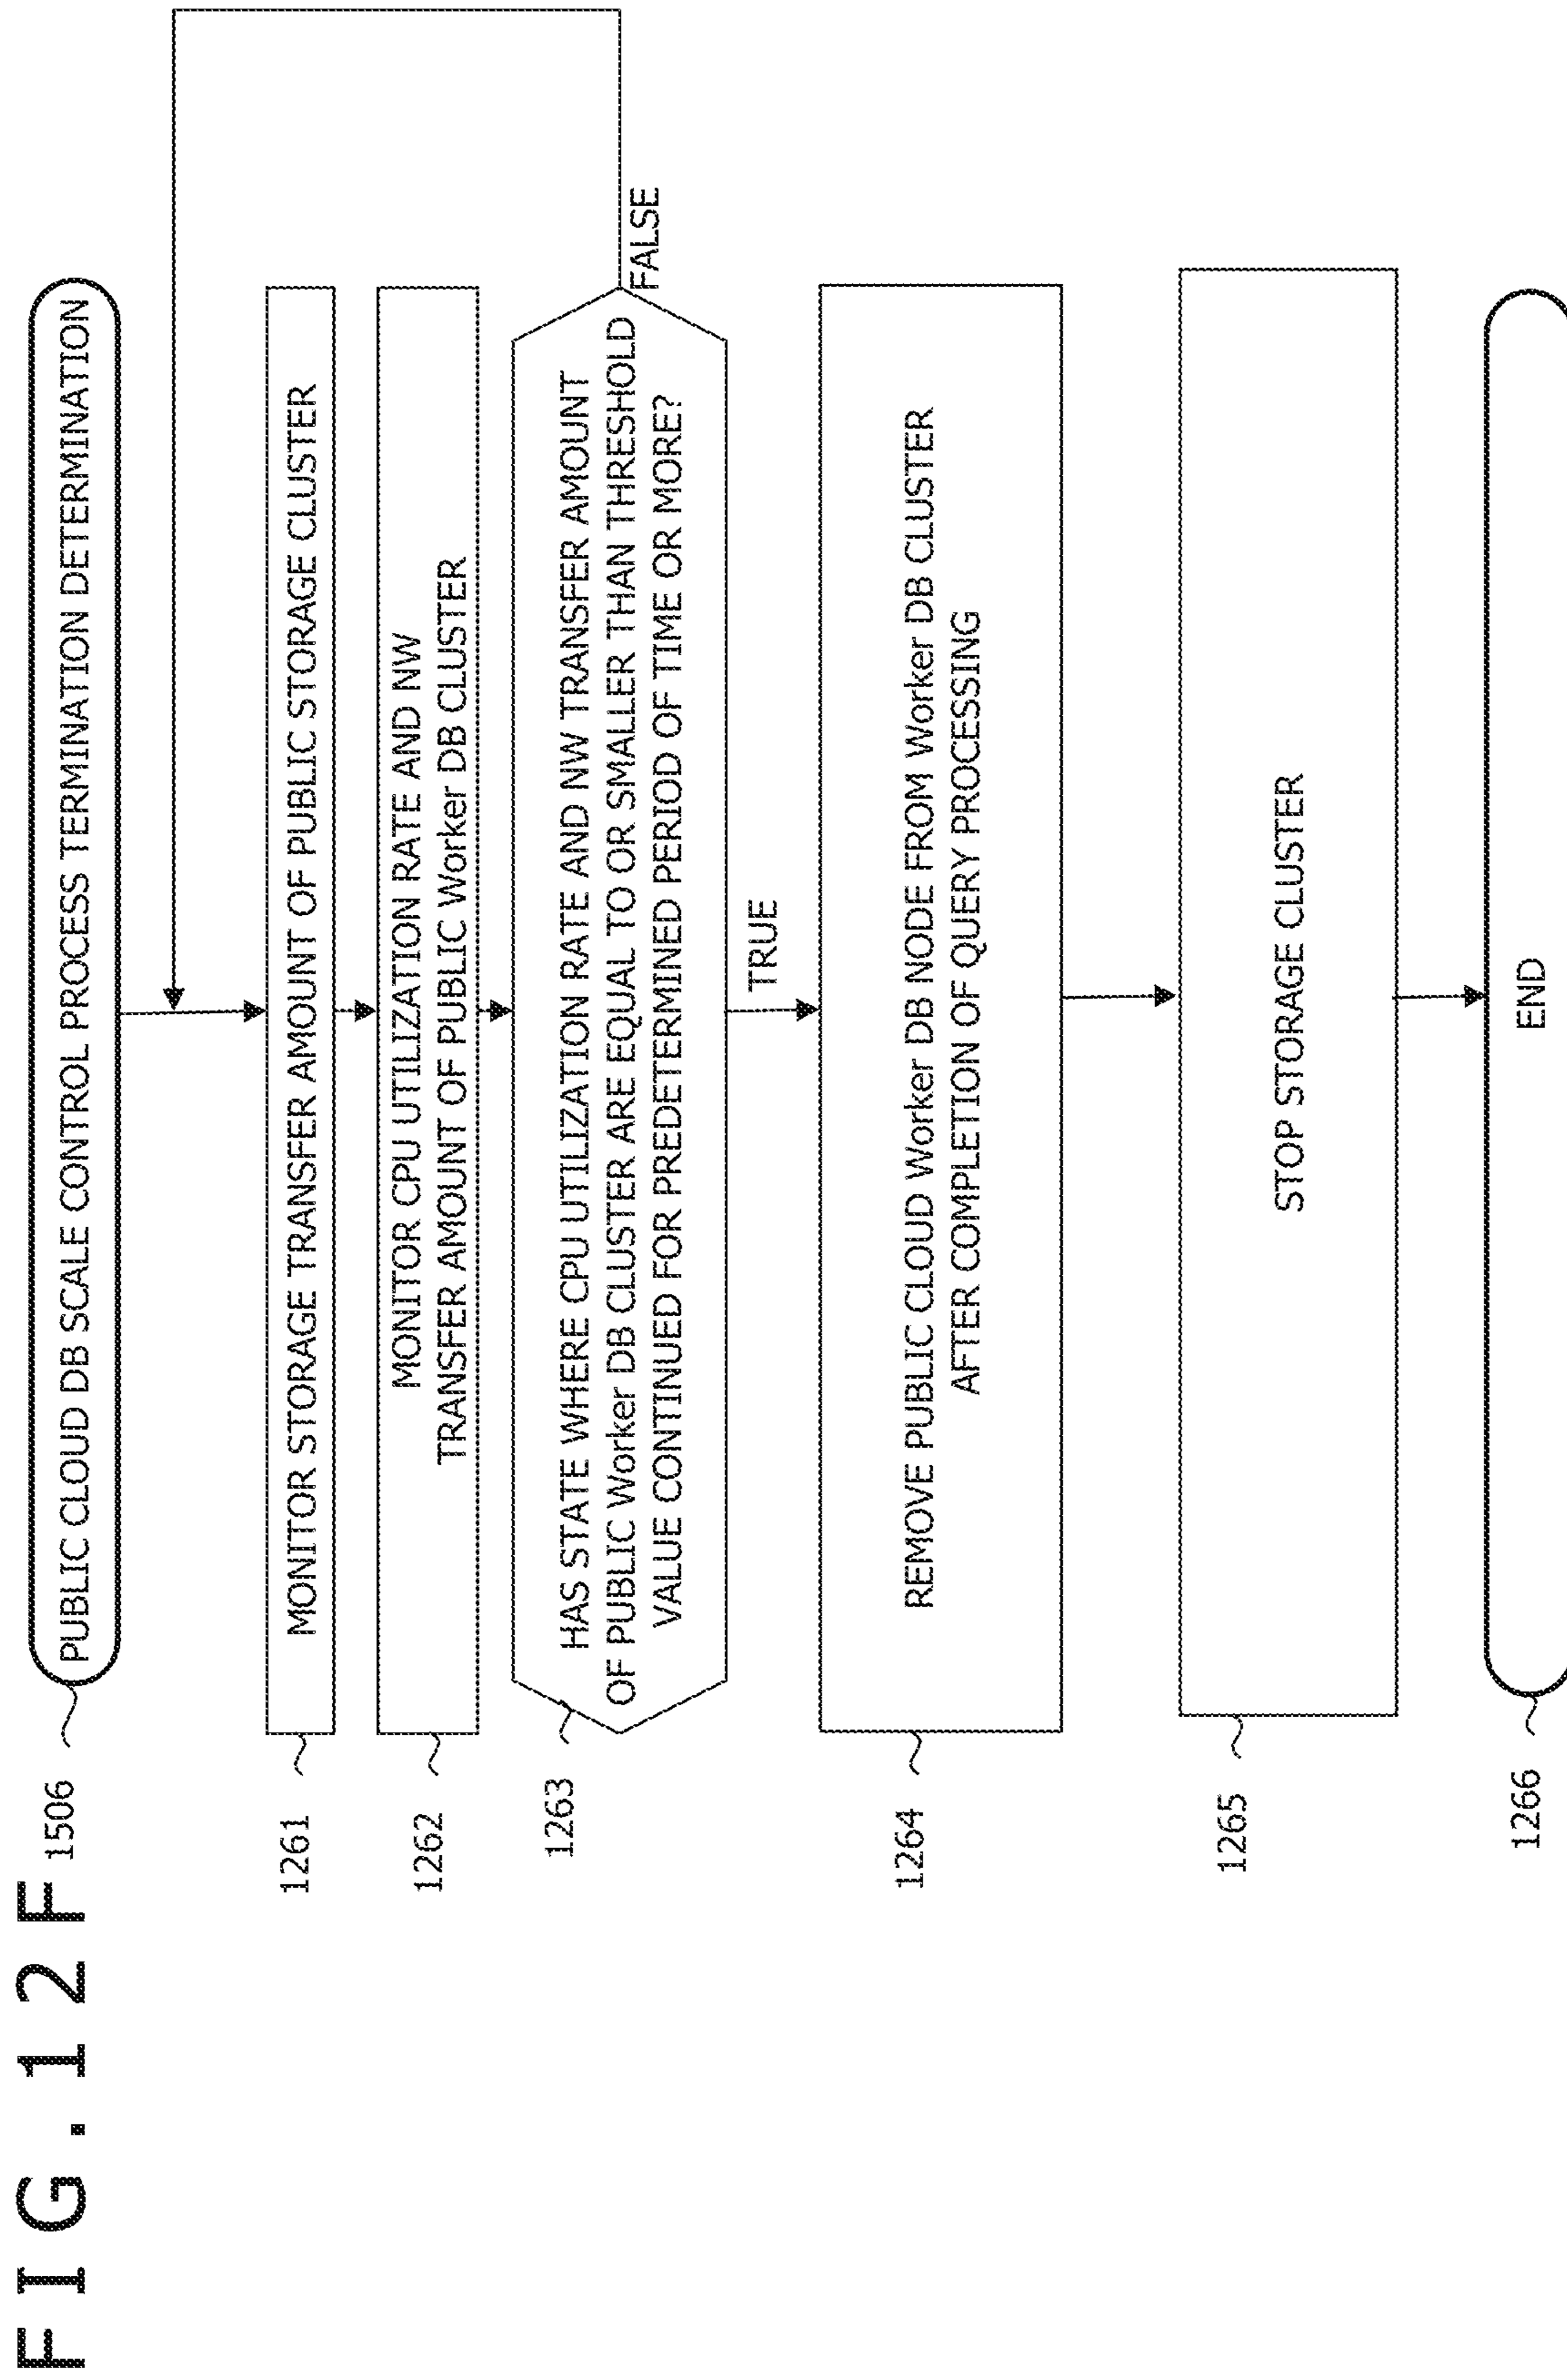 FIG.12F
1506
PUBLIC CLOUD DB SCALE CONTROL PROCESS TERMINATION DETERMINATION
1261
MONITOR STORAGE TRANSFER AMOUNT OF PUBLIC STORAGE CLUSTER
1262
MONITOR CPU UTILIZATION RATE AND NW
TRANSFER AMOUNT OF PUBLIC Worker DB CLUSTER
1263
HAS STATE WHERE CPU UTILIZATION RATE AND NW TRANSFER AMOUNT
OF PUBLIC Worker DB CLUSTER ARE EQUAL TO OR SMALLER THAN THRESHOLD
VALUE CONTINUED FOR PREDETERMINED PERIOD OF TIME OR MORE?
FALSE
TRUE
1264
REMOVE PUBLIC CLOUD Worker DB NODE FROM Worker DB CLUSTER
AFTER COMPLETION OF QUERY PROCESSING
1265
STOP STORAGE CLUSTER
1266
END